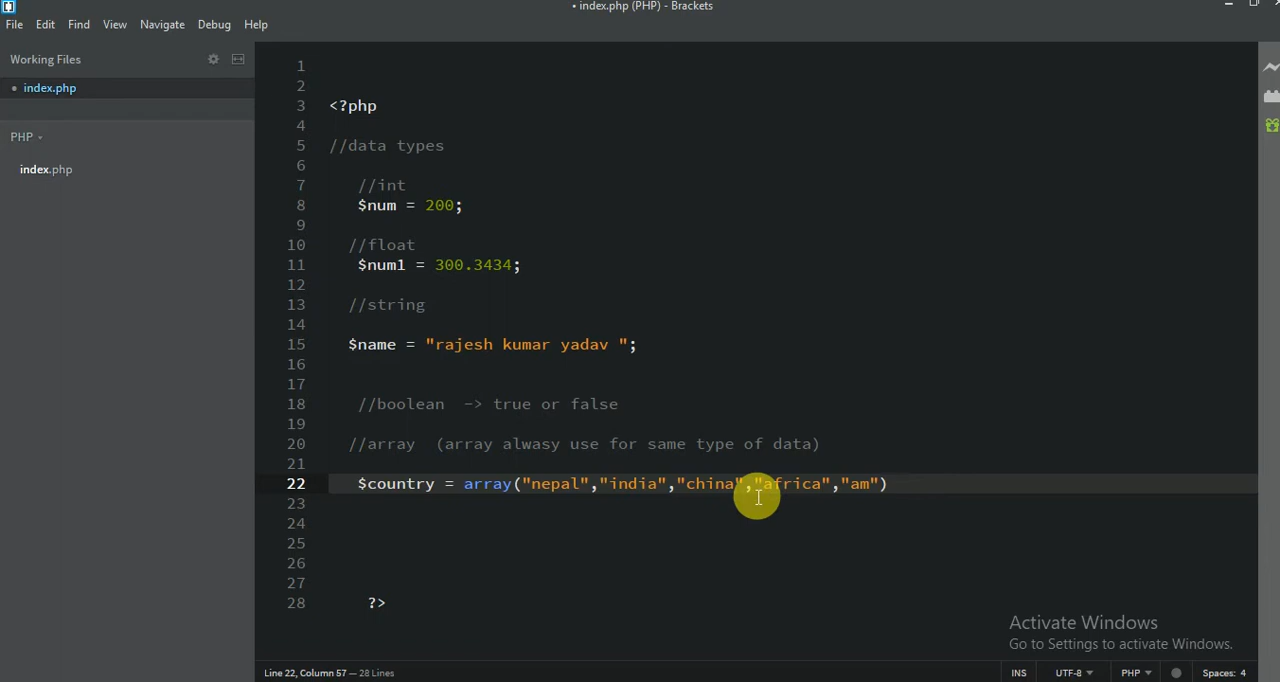 • index.php (PHP) - Brackets
File Edit Find View Navigate Debug Help
Working Files
• index.php
PHP
index.php
1
2
3 <?php
4
5 //data types
6
7 //int
8 $num = 200;
9
10 //float
11 $num1 = 300.3434;
12
13 //string
14
15 $name = "rajesh kumar yadav ";
16
17
18 //boolean -> true or false
19
20 //array (array alwasy use for same type of data)
21
22 $country = array("nepal","india","china","africa","am")
23
24
25
26
27
28 ?>
Activate Windows
Go to Settings to activate Windows.
Line 22, Column 57 — 28 Lines INS UTF-8 PHP Spaces: 4